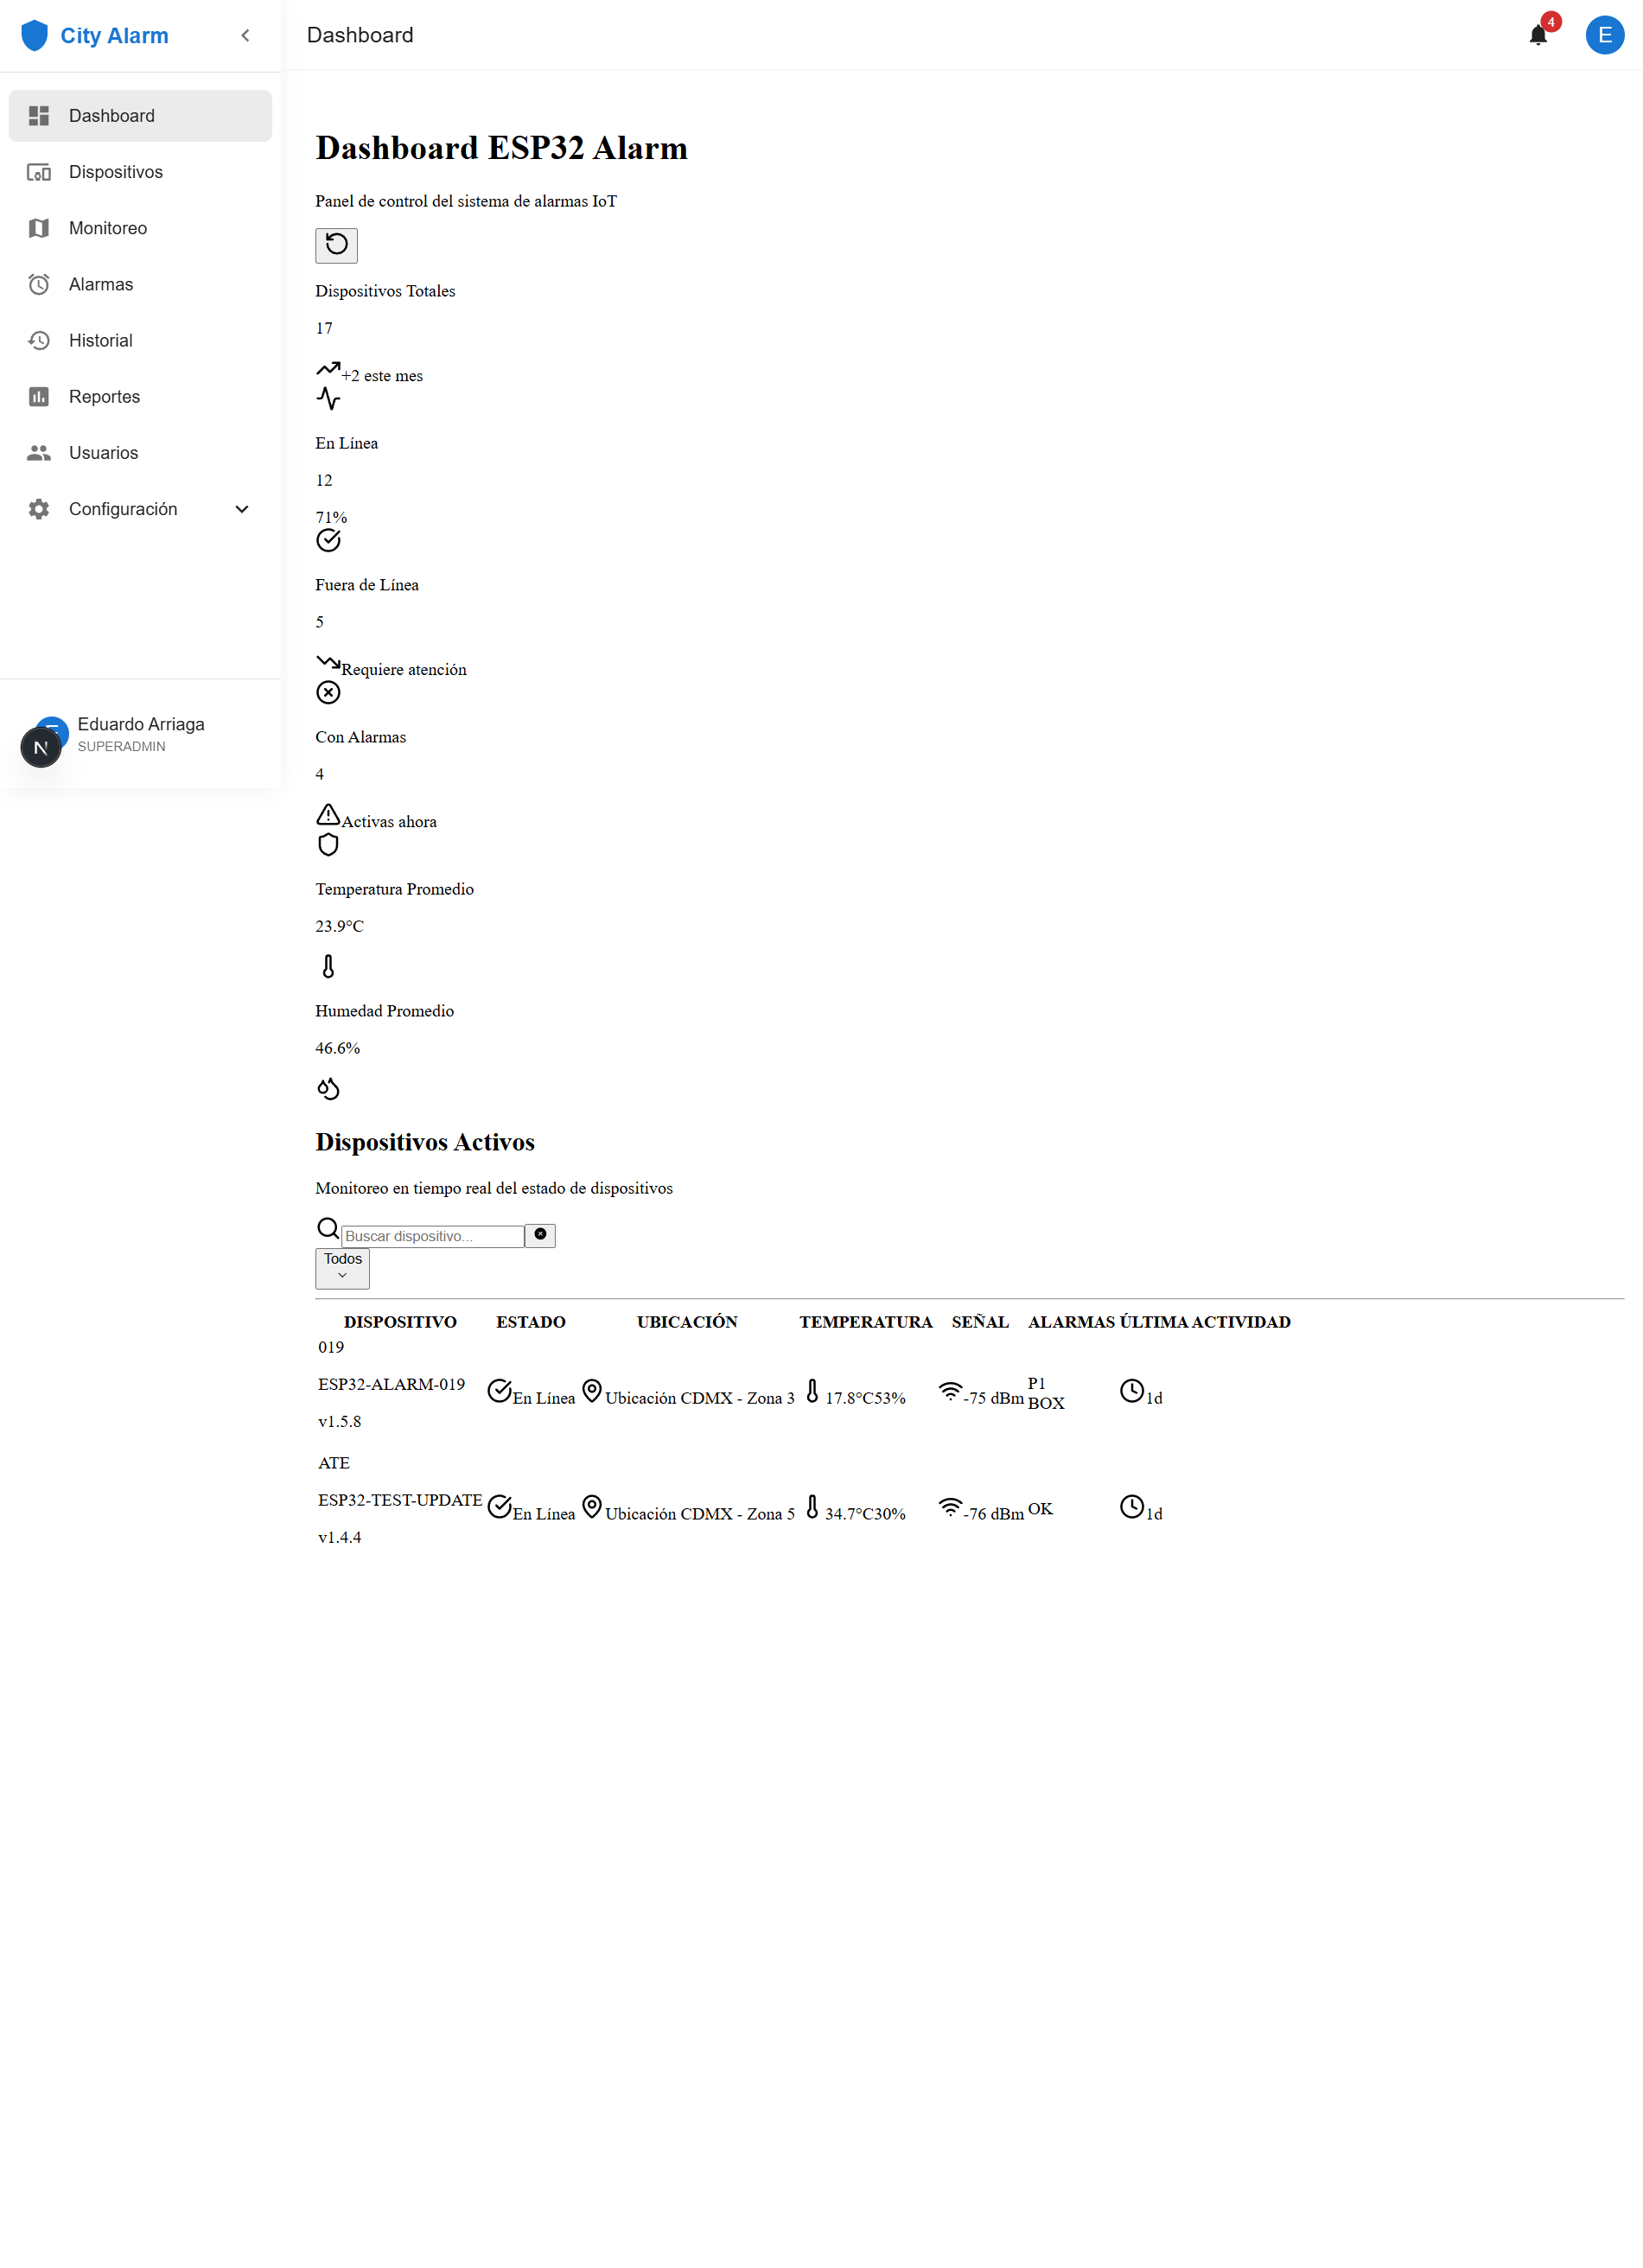 City Alarm
Dashboard
4
E
Dashboard
Dispositivos
Monitoreo
Alarmas
Historial
Reportes
Usuarios
Configuración
Eduardo Arriaga
SUPERADMIN
N
Dashboard ESP32 Alarm
Panel de control del sistema de alarmas IoT
Dispositivos Totales
17
+2 este mes
En Línea
12
71%
Fuera de Línea
5
Requiere atención
Con Alarmas
4
Activas ahora
Temperatura Promedio
23.9°C
Humedad Promedio
46.6%
Dispositivos Activos
Monitoreo en tiempo real del estado de dispositivos
Buscar dispositivo...
Todos
DISPOSITIVO ESTADO UBICACIÓN TEMPERATURA SEÑAL ALARMAS ÚLTIMA ACTIVIDAD
019
ESP32-ALARM-019 En Línea Ubicación CDMX - Zona 3 17.8°C53% -75 dBm P1 BOX 1d
v1.5.8
ATE
ESP32-TEST-UPDATE En Línea Ubicación CDMX - Zona 5 34.7°C30% -76 dBm OK 1d
v1.4.4